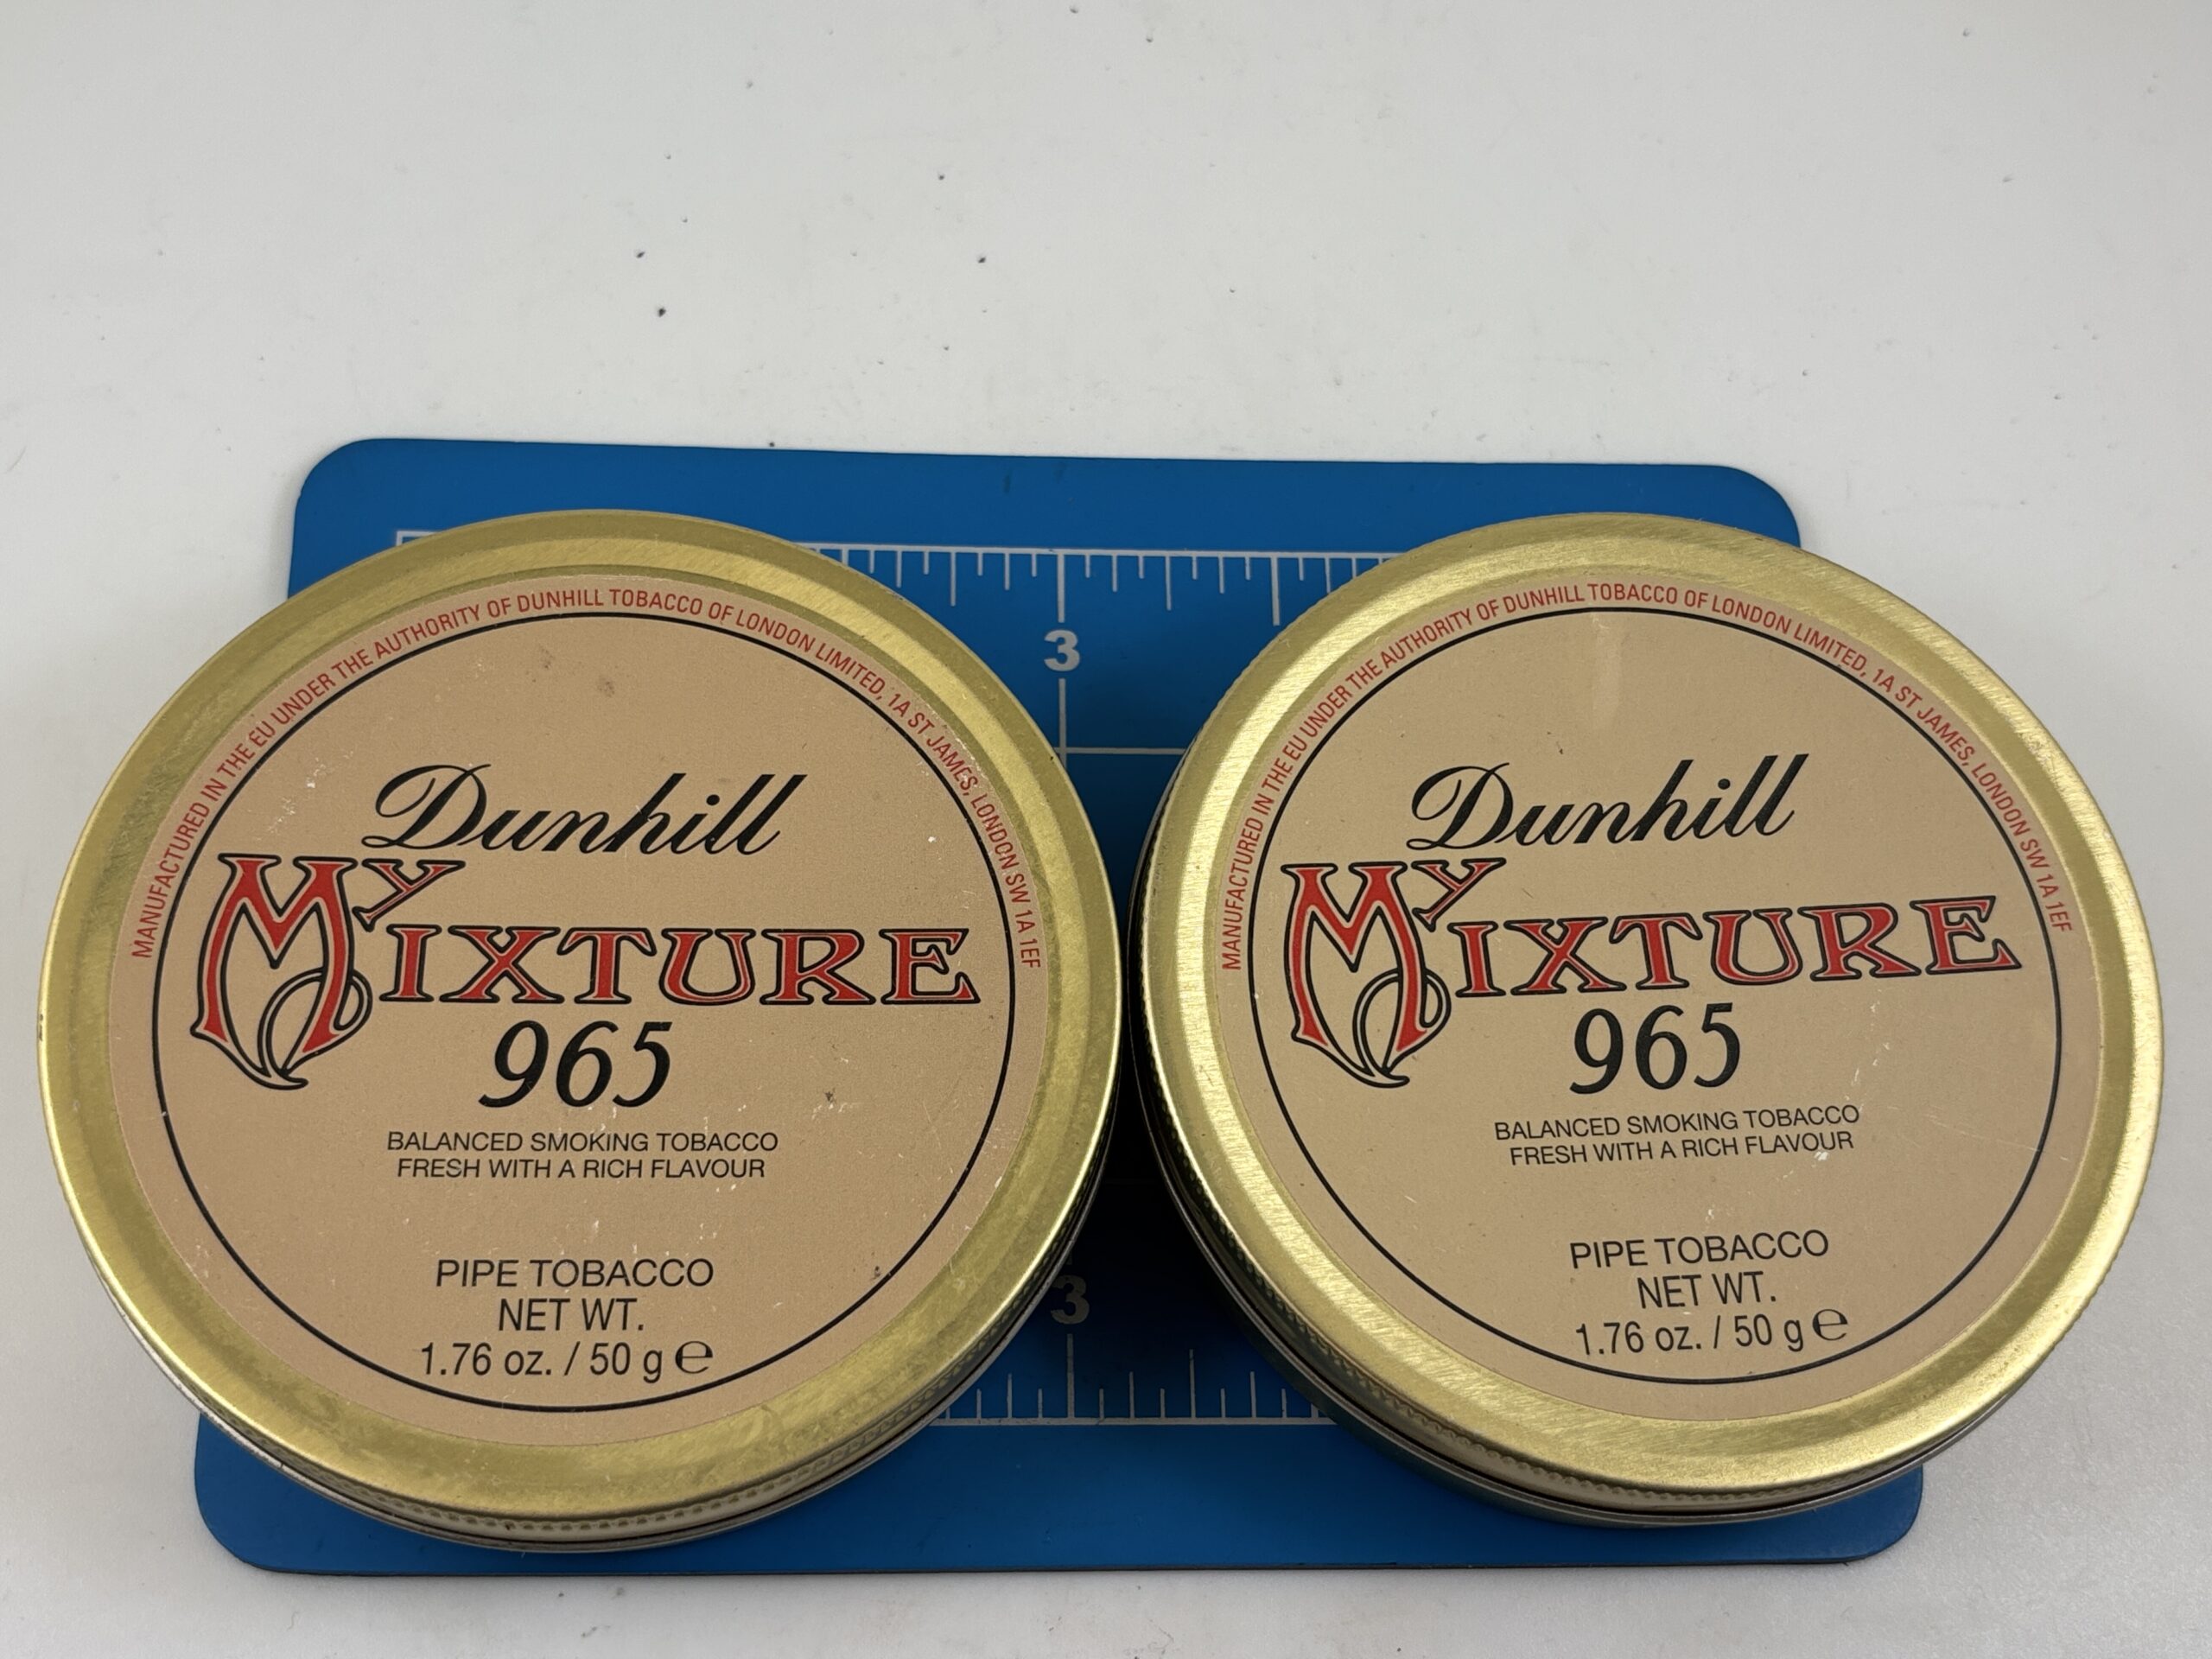 3
MANUFACTURED IN THE EU UNDER THE AUTHORITY OF DUNHILL TOBACCO OF LONDON LIMITED, 1A ST JAMES, LONDON SW 1A 1EF
Dunhill
MY MIXTURE
965
BALANCED SMOKING TOBACCO
FRESH WITH A RICH FLAVOUR
PIPE TOBACCO
NET WT.
1.76 oz. / 50 g ℮
MANUFACTURED IN THE EU UNDER THE AUTHORITY OF DUNHILL TOBACCO OF LONDON LIMITED, 1A ST JAMES, LONDON SW 1A 1EF
Dunhill
MY MIXTURE
965
BALANCED SMOKING TOBACCO
FRESH WITH A RICH FLAVOUR
PIPE TOBACCO
NET WT.
1.76 oz. / 50 g ℮
3